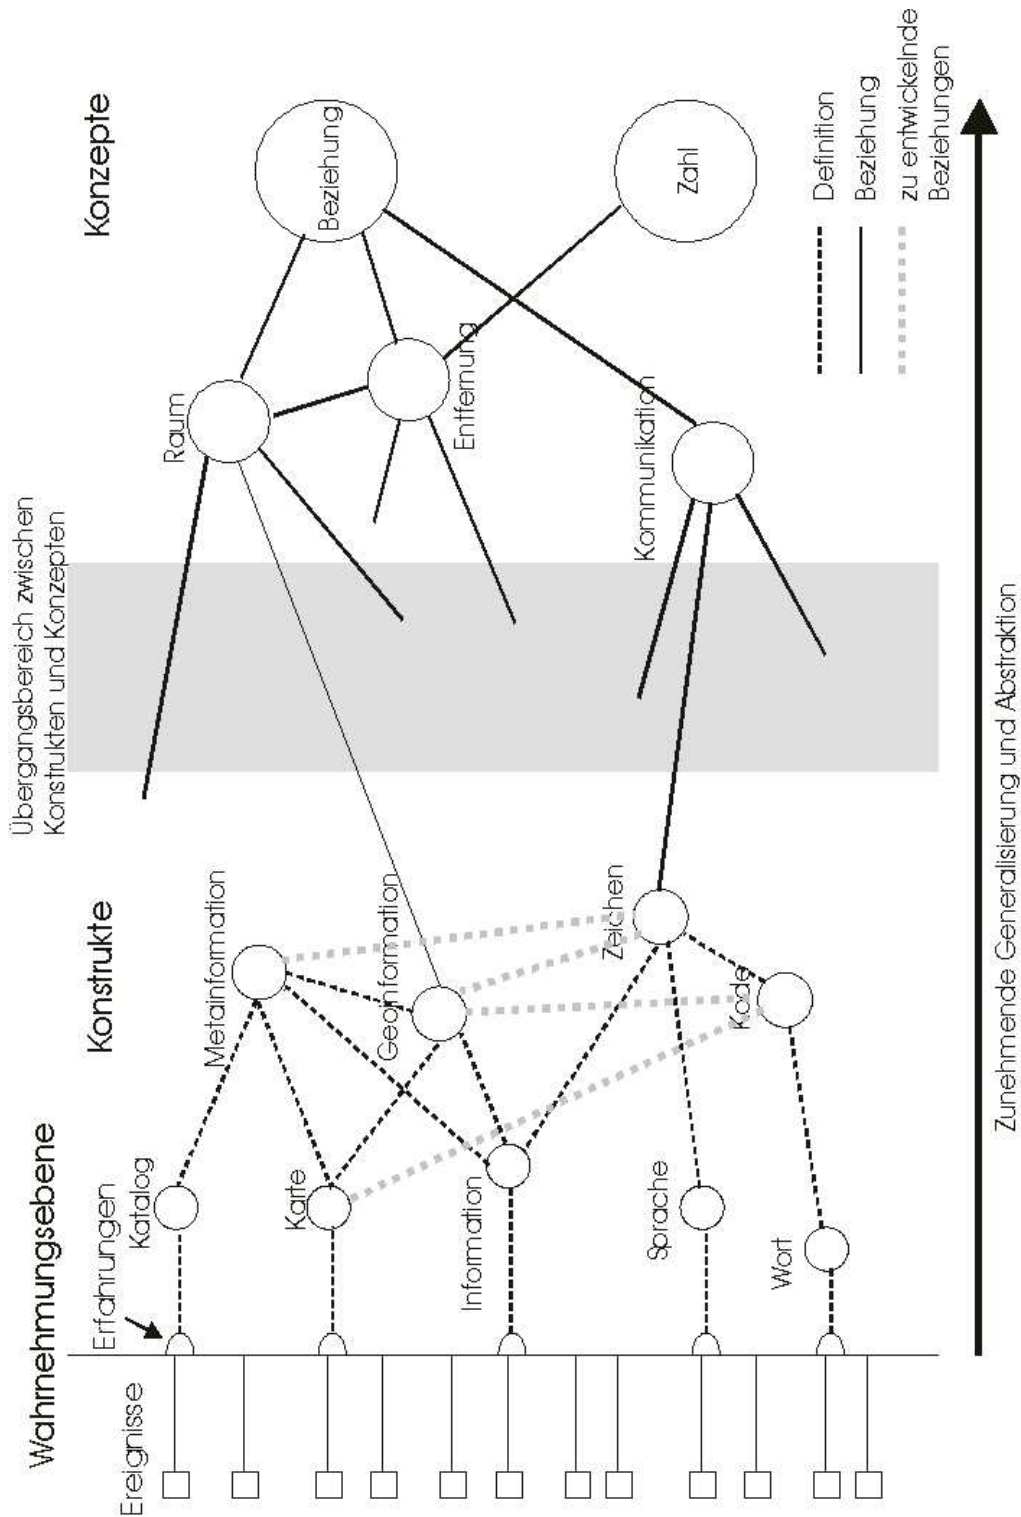 Wahrnehmungsebene
Konstrukte
Konzepte
Übergangsbereich zwischen
Konstrukten und Konzepten
Ereignisse
Erfahrungen
Katalog
Metainformation
Raum
Beziehung
Karte
Geoinformation
Entfernung
Information
Zeichen
Kommunikation
Zahl
Sprache
Kode
Wort
Definition
Beziehung
zu entwickelnde
Beziehungen
Zunehmende Generalisierung und Abstraktion